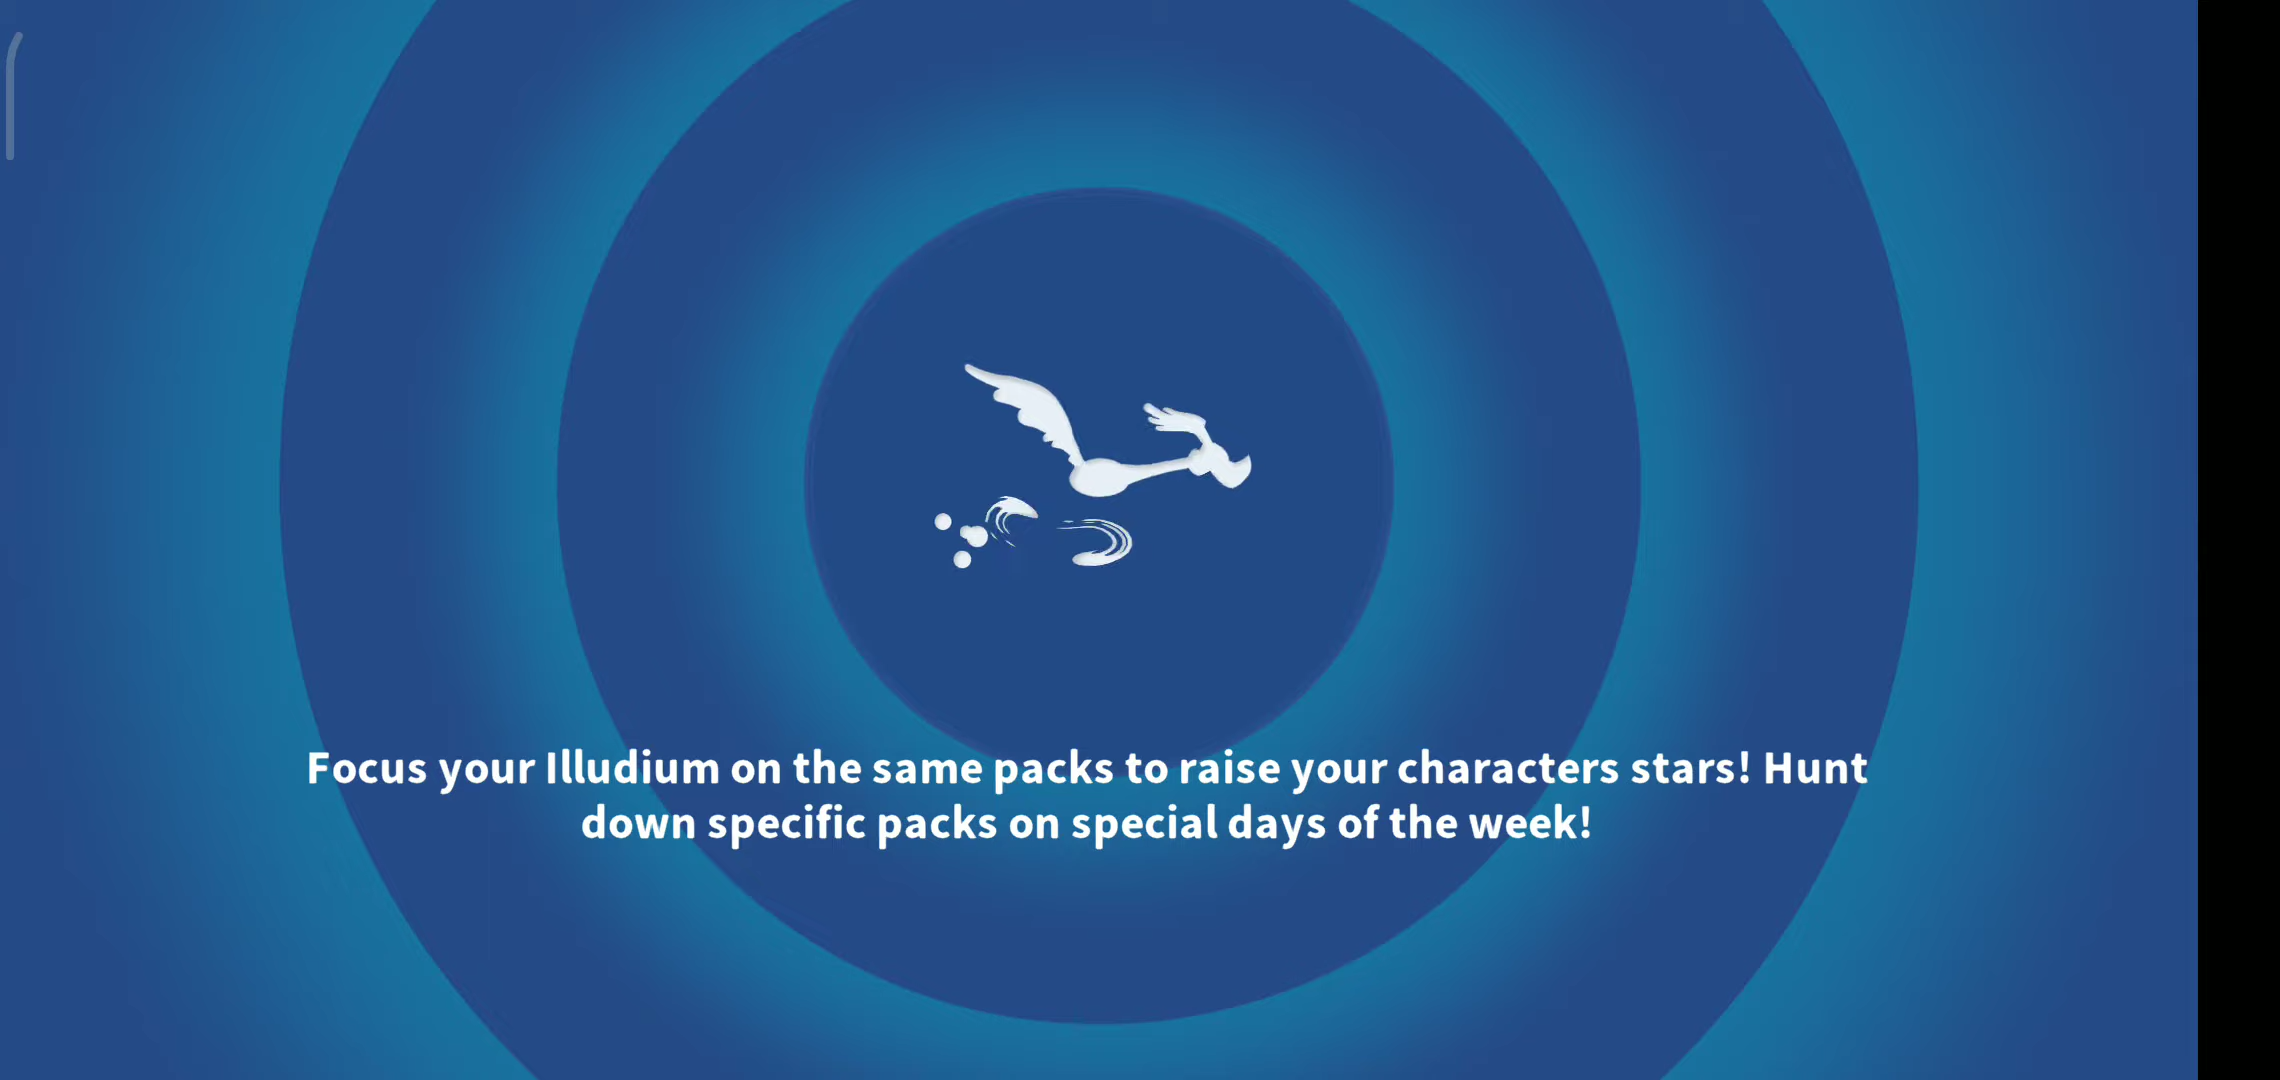 Focus your Illudium on the same packs to raise your characters stars! Hunt
down specific packs on special days of the week!